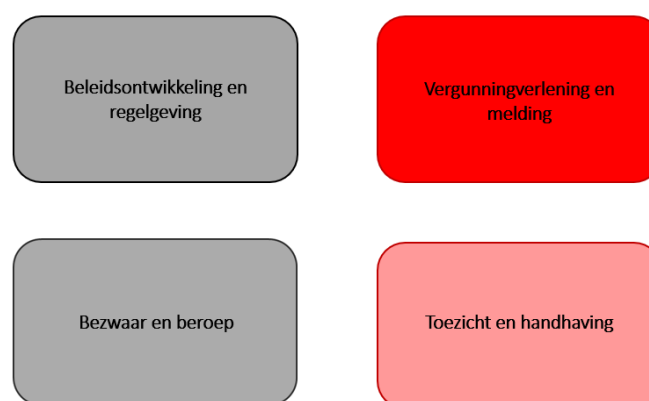 Beleidsontwikkeling en
regelgeving
Vergunningverlening en
melding
Bezwaar en beroep
Toezicht en handhaving